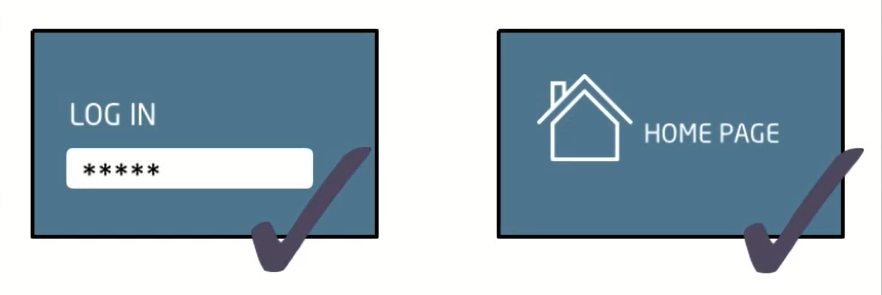 LOG IN
*****
HOME PAGE